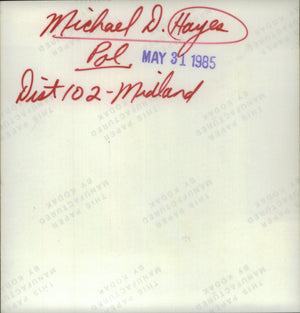 Michael D. Hayes
Pol.
MAY 31 1985
Dist 102-Midland
THIS PAPER
MANUFACTURED
BY KODAK